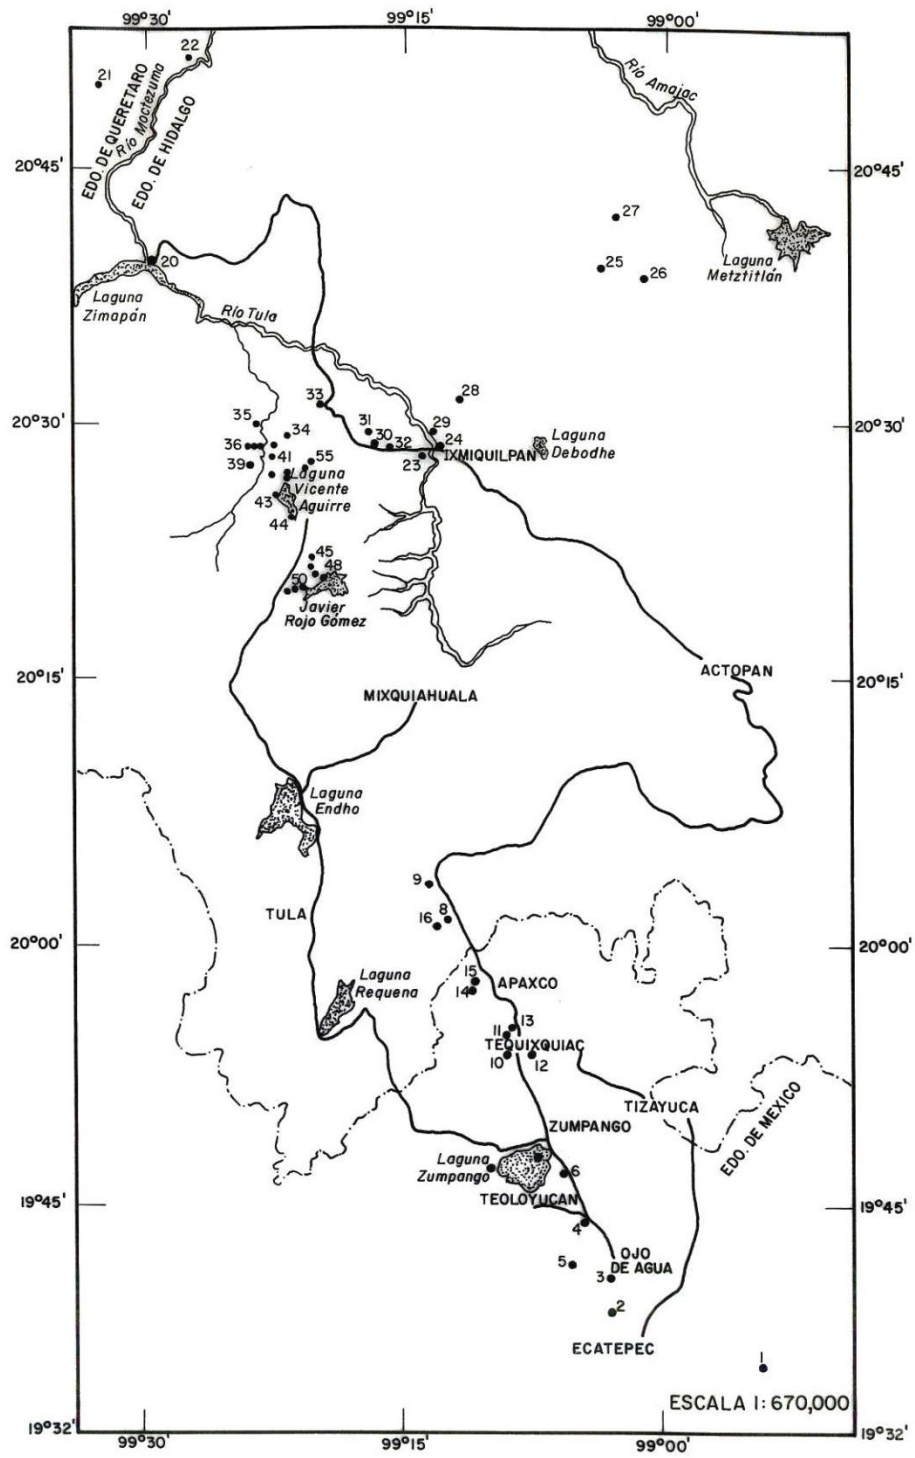 99°30'
99°15'
99°00'
22
21
EDO. DE QUERETARO
Río Moctezuma
EDO. DE HIDALGO
Río Amajac
20°45'
20°45'
27
25
26
Laguna
Metztitlán
20
Laguna
Zimapán
Río Tula
28
33
35
34
31
29
30
24
20°30'
20°30'
36
32
IXMIQUILPAN
Laguna
Debodhe
39
41
55
23
Laguna
Vicente
Aguirre
43
44
45
48
50
Javier
Rojo Gómez
20°15'
20°15'
ACTOPAN
MIXQUIAHUALA
Laguna
Endho
9
8
16
TULA
20°00'
20°00'
15
14
APAXCO
Laguna
Requena
13
11
TEQUIXQUIAC
10
12
TIZAYUCA
EDO. DE MEXICO
ZUMPANGO
Laguna
Zumpango
7
6
TEOLOYUCAN
19°45'
19°45'
4
5
OJO
DE AGUA
3
2
ECATEPEC
1
ESCALA 1:670,000
19°32'
19°32'
99°30'
99°15'
99°00'